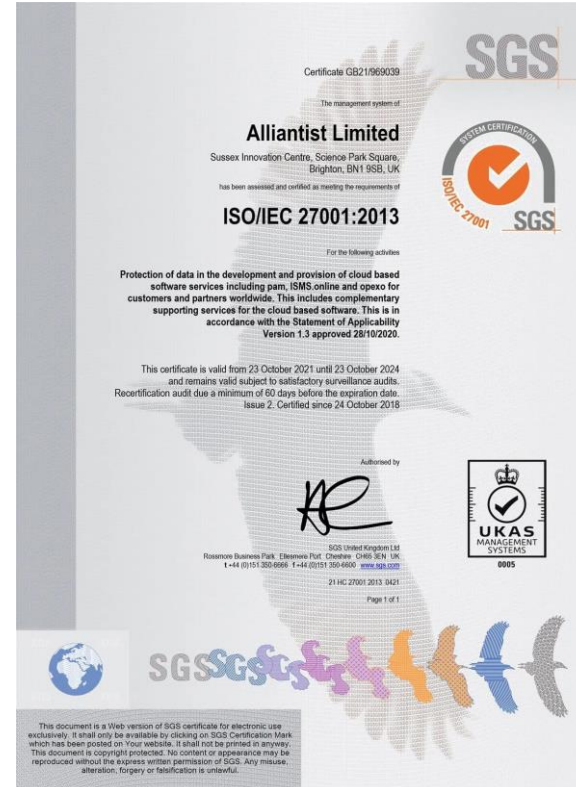 SGS
Certificate GB21/969039
The management system of
Alliantist Limited
Sussex Innovation Centre, Science Park Square,
Brighton, BN1 9SB, UK
has been assessed and certified as meeting the requirements of
ISO/IEC 27001:2013
For the following activities
Protection of data in the development and provision of cloud based
software services including pam, ISMS.online and opexo for
customers and partners worldwide. This includes complementary
supporting services for the cloud based software. This is in
accordance with the Statement of Applicability
Version 1.3 approved 28/10/2020.
This certificate is valid from 23 October 2021 until 23 October 2024
and remains valid subject to satisfactory surveillance audits.
Recertification audit due a minimum of 60 days before the expiration date.
Issue 2. Certified since 24 October 2018
Authorised by
SGS United Kingdom Ltd
Rossmore Business Park Ellesmere Port Cheshire CH65 3EN UK
t +44 (0)151 350-6666 f +44 (0)151 350-6600 www.sgs.com
21 HC 27001 2013 0421
Page 1 of 1
SYSTEM CERTIFICATION
ISO/IEC 27001
SGS
UKAS
MANAGEMENT
SYSTEMS
0005
SGSSGSSGSSGS
This document is a Web version of SGS certificate for electronic use
exclusively. It shall only be available by clicking on SGS Certification Mark
which has been posted on Your website. It shall not be printed in anyway.
This document is copyright protected. No content or appearance may be
reproduced without the express written permission of SGS. Any misuse,
alteration, forgery or falsification is unlawful.